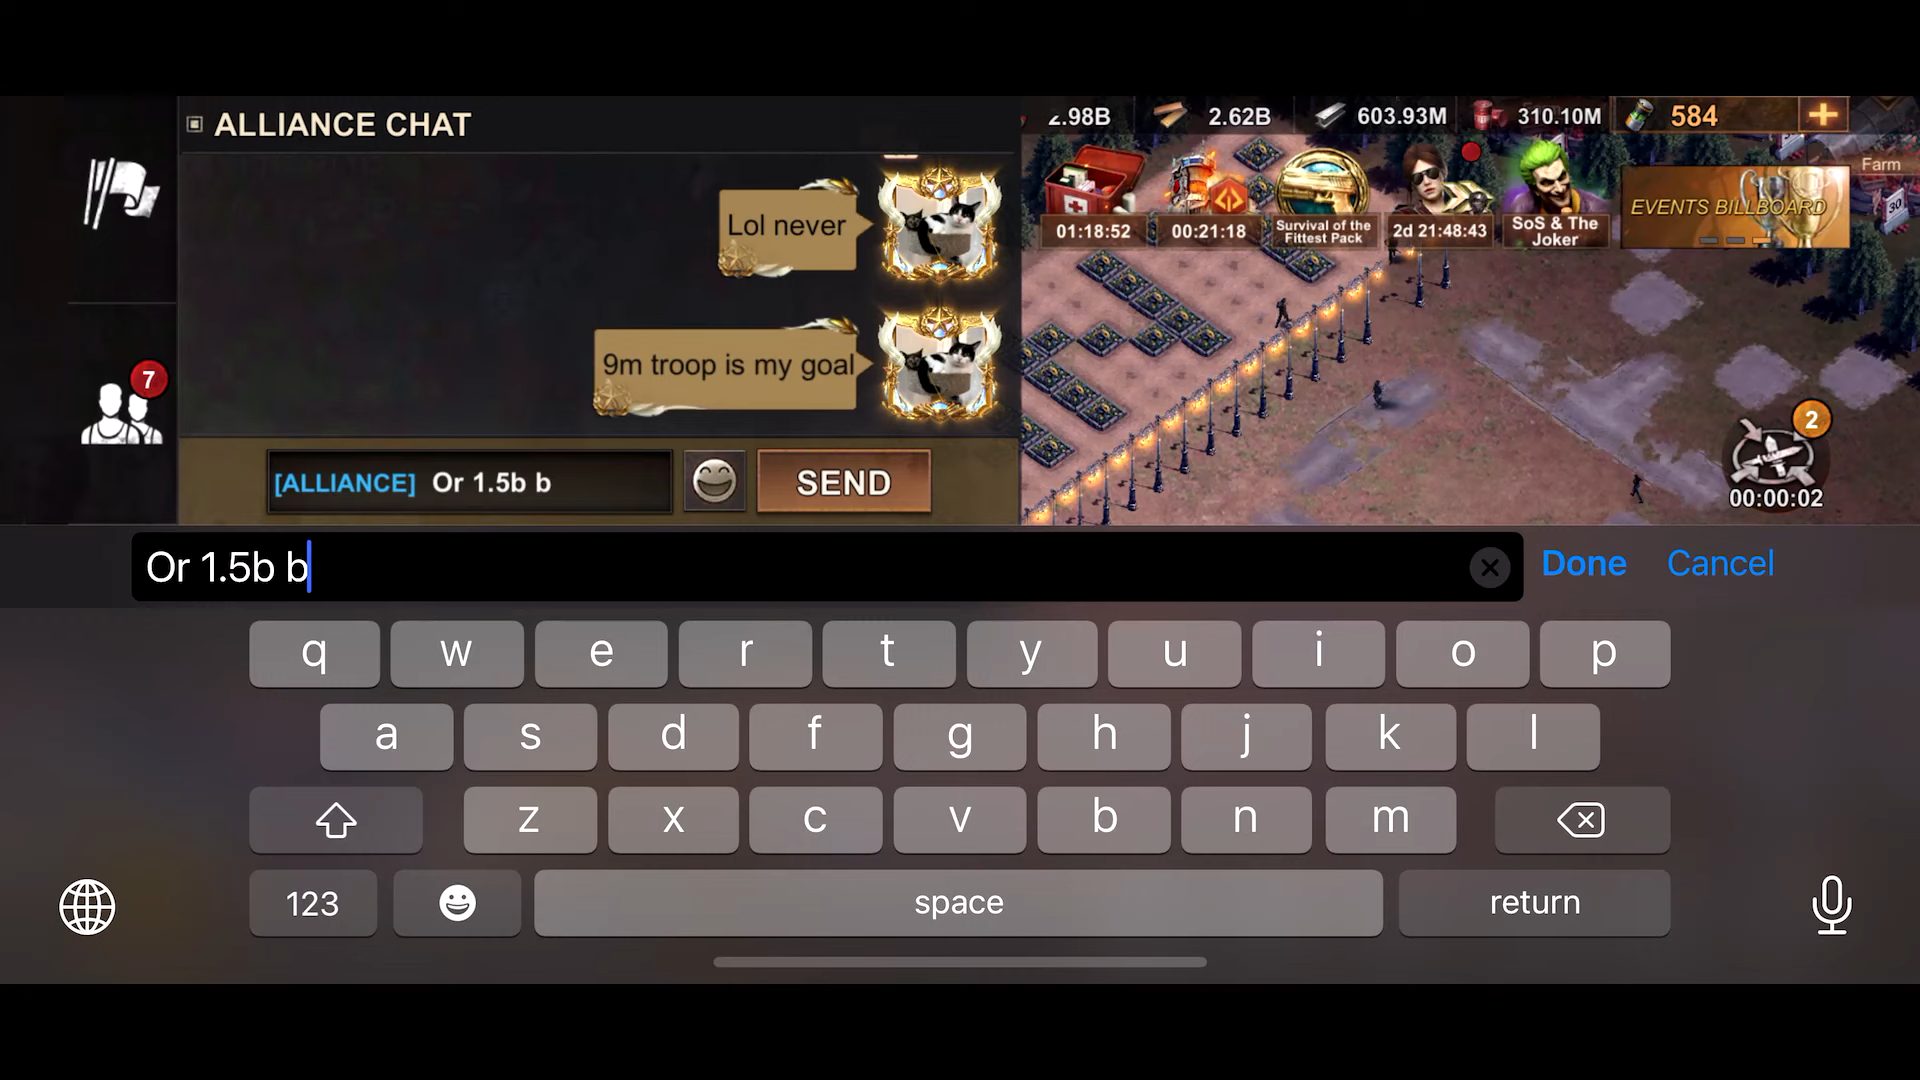 ALLIANCE CHAT
Lol never
9m troop is my goal
7
[ALLIANCE] Or 1.5b b
SEND
2.98B
2.62B
603.93M
310.10M
584
+
01:18:52
00:21:18
Survival of the
Fittest Pack
2d 21:48:43
SoS & The
Joker
EVENTS BILLBOARD
Farm
30
2
00:00:02
Or 1.5b b
Done
Cancel
q w e r t y u i o p
a s d f g h j k l
z x c v b n m
123
space
return